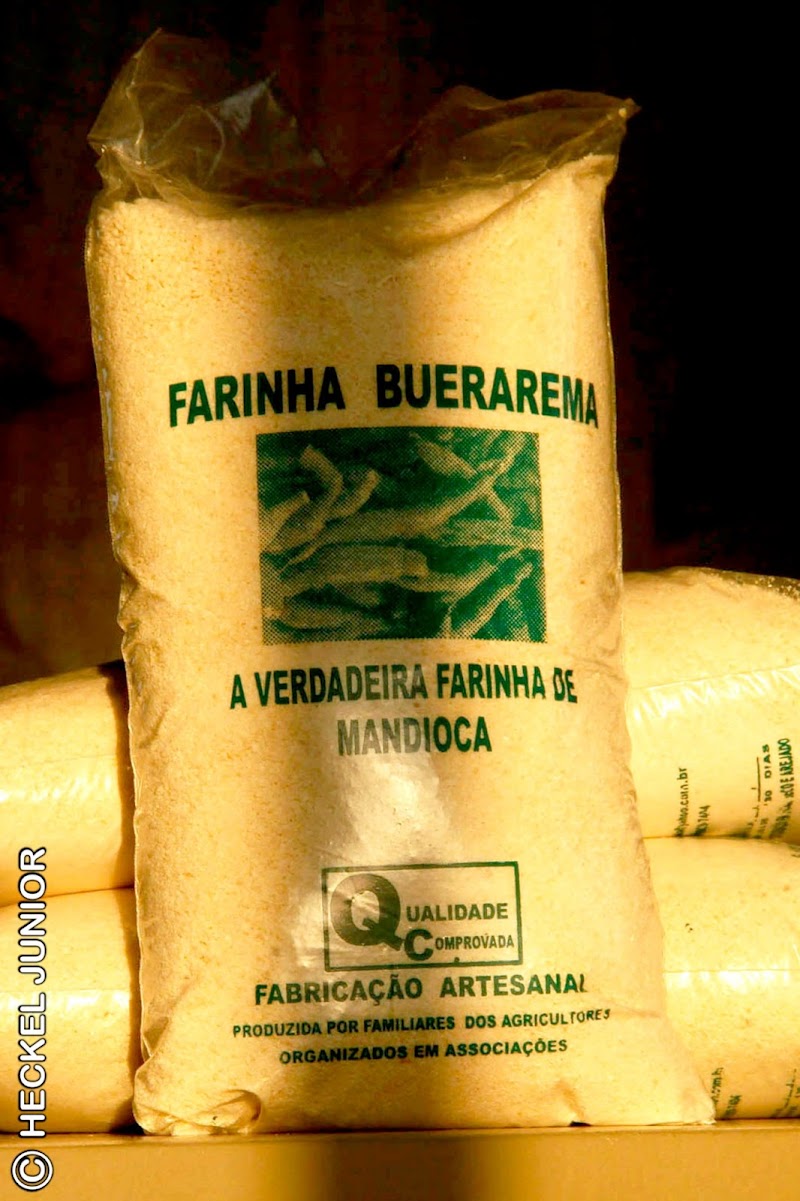 FARINHA BUERAREMA
A VERDADEIRA FARINHA DE
MANDIOCA
QUALIDADE
COMPROVADA
FABRICAÇÃO ARTESANAL
PRODUZIDA POR FAMILIARES DOS AGRICULTORES
ORGANIZADOS EM ASSOCIAÇÕES
DIAS
© HECKEL JUNIOR